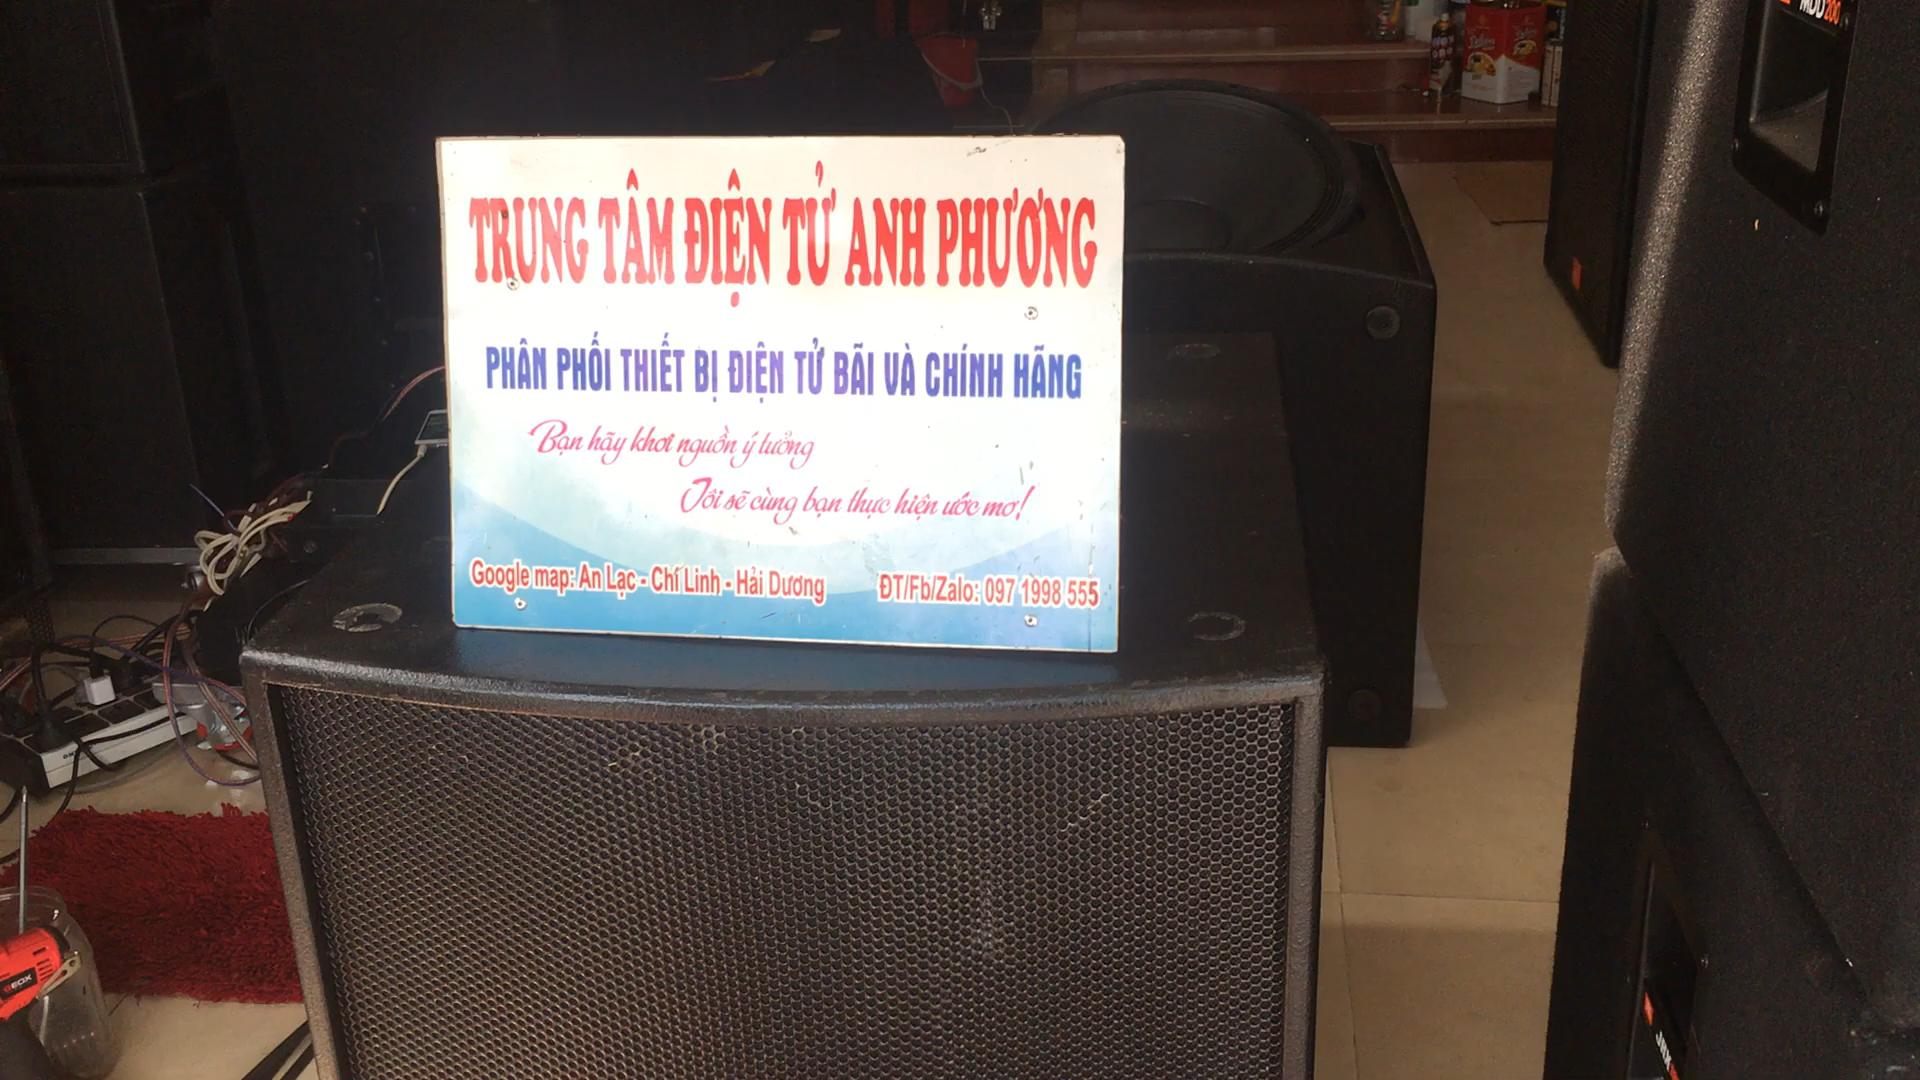 TRUNG TÂM ĐIỆN TỬ ANH PHƯƠNG
PHÂN PHỐI THIẾT BỊ ĐIỆN TỬ BÃI VÀ CHÍNH HÃNG
Bạn hãy khơi nguồn ý tưởng
Tôi sẽ cùng bạn thực hiện ước mơ!
Google map: An Lạc - Chí Linh - Hải Dương
ĐT/Fb/Zalo: 097 1998 555